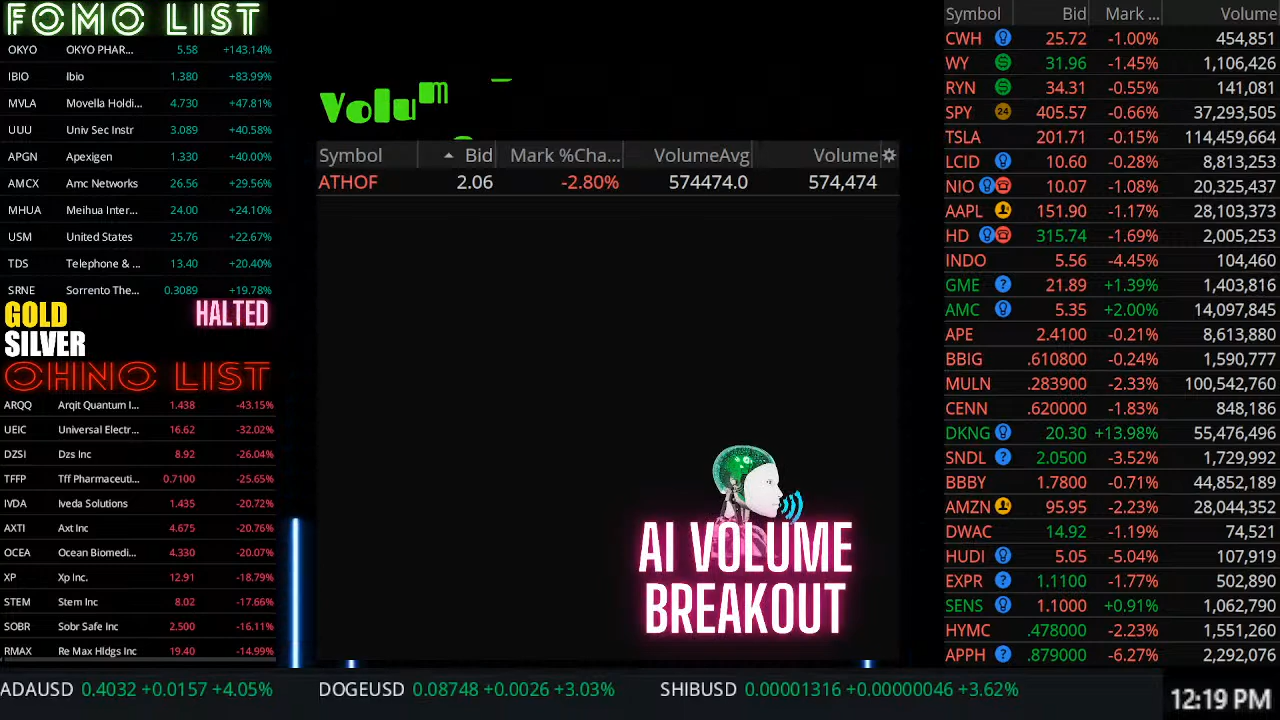 FOMO LIST
OKYO OKYO PHAR... 5.58 +143.14%
IBIO Ibio 1.380 +83.99%
MVLA Movella Holdi... 4.730 +47.81%
UUU Univ Sec Instr 3.089 +40.58%
APGN Apexigen 1.330 +40.00%
AMCX Amc Networks 26.56 +29.56%
MHUA Meihua Inter... 24.00 +24.10%
USM United States 25.76 +22.67%
TDS Telephone & ... 13.40 +20.40%
SRNE Sorrento The... 0.3089 +19.78%
GOLD HALTED
SILVER
OHNO LIST
ARQQ Arqit Quantum I... 1.438 -43.15%
UEIC Universal Electr... 16.62 -32.02%
DZSI Dzs Inc 8.92 -26.04%
TFFP Tff Pharmaceuti... 0.7100 -25.65%
IVDA Iveda Solutions 1.435 -20.72%
AXTI Axt Inc 4.675 -20.76%
OCEA Ocean Biomedi... 4.330 -20.07%
XP Xp Inc. 12.91 -18.79%
STEM Stem Inc 8.02 -17.66%
SOBR Sobr Safe Inc 2.500 -16.11%
RMAX Re Max Hldgs Inc 19.40 -14.99%
Volum
Symbol Bid Mark %Cha... VolumeAvg Volume
ATHOF 2.06 -2.80% 574474.0 574,474
AI VOLUME
BREAKOUT
Symbol Bid Mark ... Volume
CWH 25.72 -1.00% 454,851
WY 31.96 -1.45% 1,106,426
RYN 34.31 -0.55% 141,081
SPY 24 405.57 -0.66% 37,293,505
TSLA 201.71 -0.15% 114,459,664
LCID 10.60 -0.28% 8,813,253
NIO 10.07 -1.08% 20,325,437
AAPL 151.90 -1.17% 28,103,373
HD 315.74 -1.69% 2,005,253
INDO 5.56 -4.45% 104,460
GME ? 21.89 +1.39% 1,403,816
AMC 5.35 +2.00% 14,097,845
APE 2.4100 -0.21% 8,613,880
BBIG .610800 -0.24% 1,590,777
MULN .283900 -2.33% 100,542,760
CENN .620000 -1.83% 848,186
DKNG 20.30 +13.98% 55,476,496
SNDL ? 2.0500 -3.52% 1,729,992
BBBY 1.7800 -0.71% 44,852,189
AMZN 95.95 -2.23% 28,044,352
DWAC 14.92 -1.19% 74,521
HUDI 5.05 -5.04% 107,919
EXPR ? 1.1100 -1.77% 502,890
SENS 1.1000 +0.91% 1,062,790
HYMC .478000 -2.23% 1,551,260
APPH ? .879000 -6.27% 2,292,076
ADAUSD 0.4032 +0.0157 +4.05% DOGEUSD 0.08748 +0.0026 +3.03% SHIBUSD 0.00001316 +0.00000046 +3.62%
12:19 PM